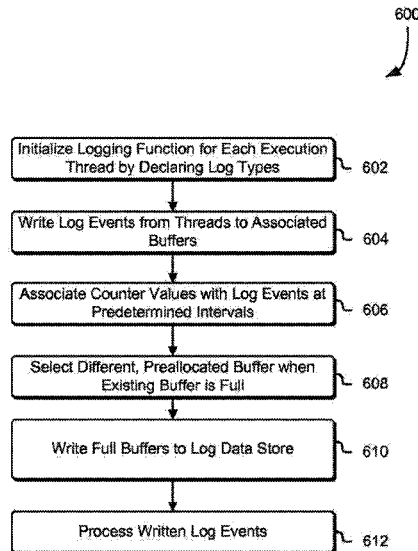 600
Initialize Logging Function for Each Execution
Thread by Declaring Log Types
602
Write Log Events from Threads to Associated
Buffers
604
Associate Counter Values with Log Events at
Predetermined Intervals
606
Select Different, Preallocated Buffer when
Existing Buffer is Full
608
Write Full Buffers to Log Data Store
610
Process Written Log Events
612